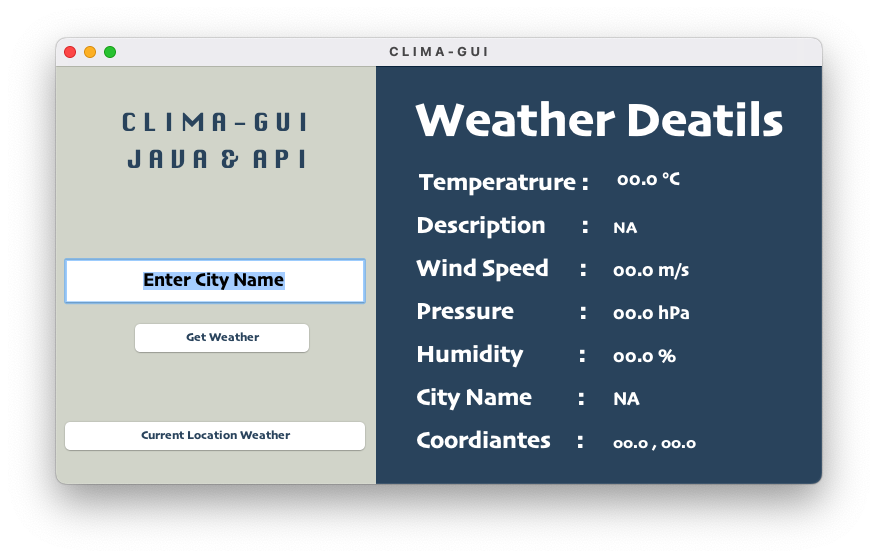 CLIMA-GUI
CLIMA-GUI
JAVA & API
Enter City Name
Get Weather
Current Location Weather
Weather Deatils
Temperatrure : 00.0 °C
Description : NA
Wind Speed : 00.0 m/s
Pressure : 00.0 hPa
Humidity : 00.0 %
City Name : NA
Coordiantes : 00.0 , 00.0